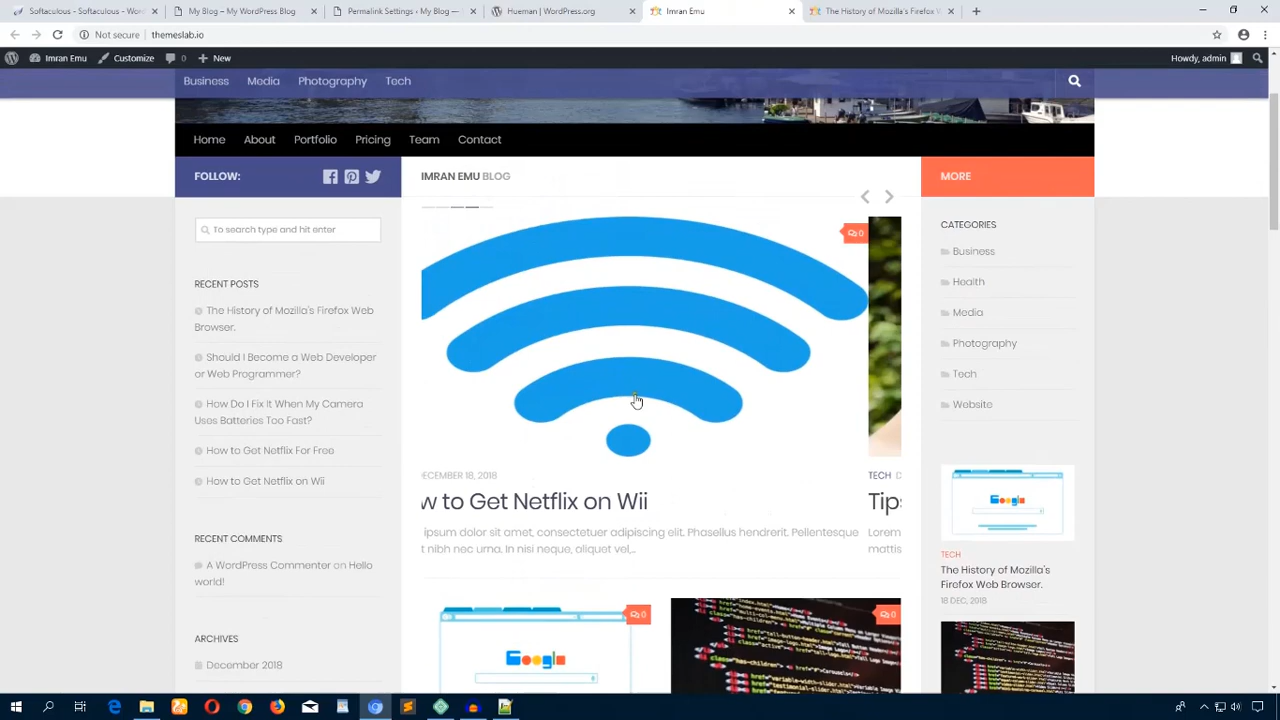 Softaculous - Softaculous
My Blog - My WordPress Blog
Permalink Settings - My Blog
Human | WordPress.org
Imran Emu
The History of Mozilla's Firefox W
Not secure | themeslab.io
Imran Emu
Customize
0
New
Howdy, admin
Business
Media
Photography
Tech
Home
About
Portfolio
Pricing
Team
Contact
FOLLOW:
IMRAN EMU BLOG
MORE
To search type and hit enter
RECENT POSTS
The History of Mozilla's Firefox Web
Browser.
Should I Become a Web Developer
or Web Programmer?
How Do I Fix It When My Camera
Uses Batteries Too Fast?
How to Get Netflix For Free
How to Get Netflix on Wii
RECENT COMMENTS
A WordPress Commenter on Hello
world!
ARCHIVES
December 2018
0
ECEMBER 18, 2018
w to Get Netflix on Wii
ipsum dolor sit amet, consectetuer adipiscing elit. Phasellus hendrerit. Pellentesque
t nibh nec urna. In nisi neque, aliquet vel,...
TECH D
Tips
Lorem
mattis
0
Google
0
CATEGORIES
Business
Health
Media
Photography
Tech
Website
Google
TECH
The History of Mozilla's
Firefox Web Browser.
18 DEC, 2018